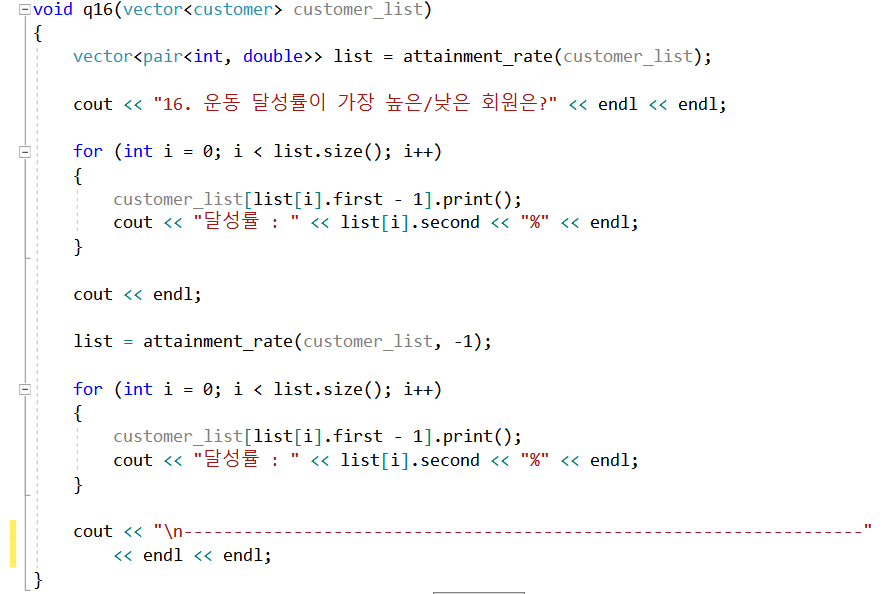 void q16(vector<customer> customer_list)
{
    vector<pair<int, double>> list = attainment_rate(customer_list);
    cout << "16. 운동 달성률이 가장 높은/낮은 회원은?" << endl << endl;
    for (int i = 0; i < list.size(); i++)
    {
        customer_list[list[i].first - 1].print();
        cout << "달성률 : " << list[i].second << "%" << endl;
    }
    cout << endl;
    list = attainment_rate(customer_list, -1);
    for (int i = 0; i < list.size(); i++)
    {
        customer_list[list[i].first - 1].print();
        cout << "달성률 : " << list[i].second << "%" << endl;
    }
    cout << "\n--------------------------------------------------------------------"
        << endl << endl;
}